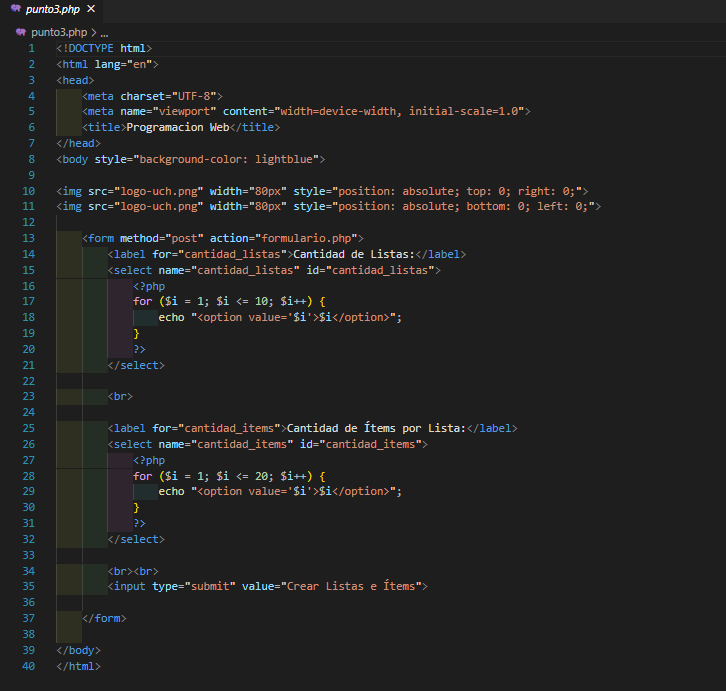 punto3.php ×
punto3.php > ...
1 <!DOCTYPE html>
2 <html lang="en">
3 <head>
4 <meta charset="UTF-8">
5 <meta name="viewport" content="width=device-width, initial-scale=1.0">
6 <title>Programacion Web</title>
7 </head>
8 <body style="background-color: lightblue">
9
10 <img src="logo-uch.png" width="80px" style="position: absolute; top: 0; right: 0;">
11 <img src="logo-uch.png" width="80px" style="position: absolute; bottom: 0; left: 0;">
12
13 <form method="post" action="formulario.php">
14 <label for="cantidad_listas">Cantidad de Listas:</label>
15 <select name="cantidad_listas" id="cantidad_listas">
16 <?php
17 for ($i = 1; $i <= 10; $i++) {
18 echo "<option value='$i'>$i</option>";
19 }
20 ?>
21 </select>
22
23 <br>
24
25 <label for="cantidad_items">Cantidad de Ítems por Lista:</label>
26 <select name="cantidad_items" id="cantidad_items">
27 <?php
28 for ($i = 1; $i <= 20; $i++) {
29 echo "<option value='$i'>$i</option>";
30 }
31 ?>
32 </select>
33
34 <br><br>
35 <input type="submit" value="Crear Listas e Ítems">
36
37 </form>
38
39 </body>
40 </html>